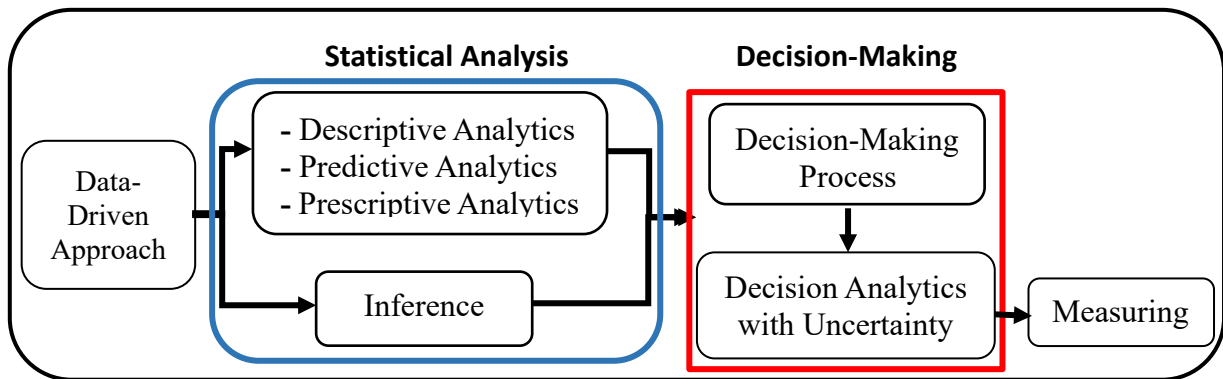 Statistical Analysis
Decision-Making
Data-
Driven
Approach
- Descriptive Analytics
- Predictive Analytics
- Prescriptive Analytics
Inference
Decision-Making
Process
Decision Analytics
with Uncertainty
Measuring